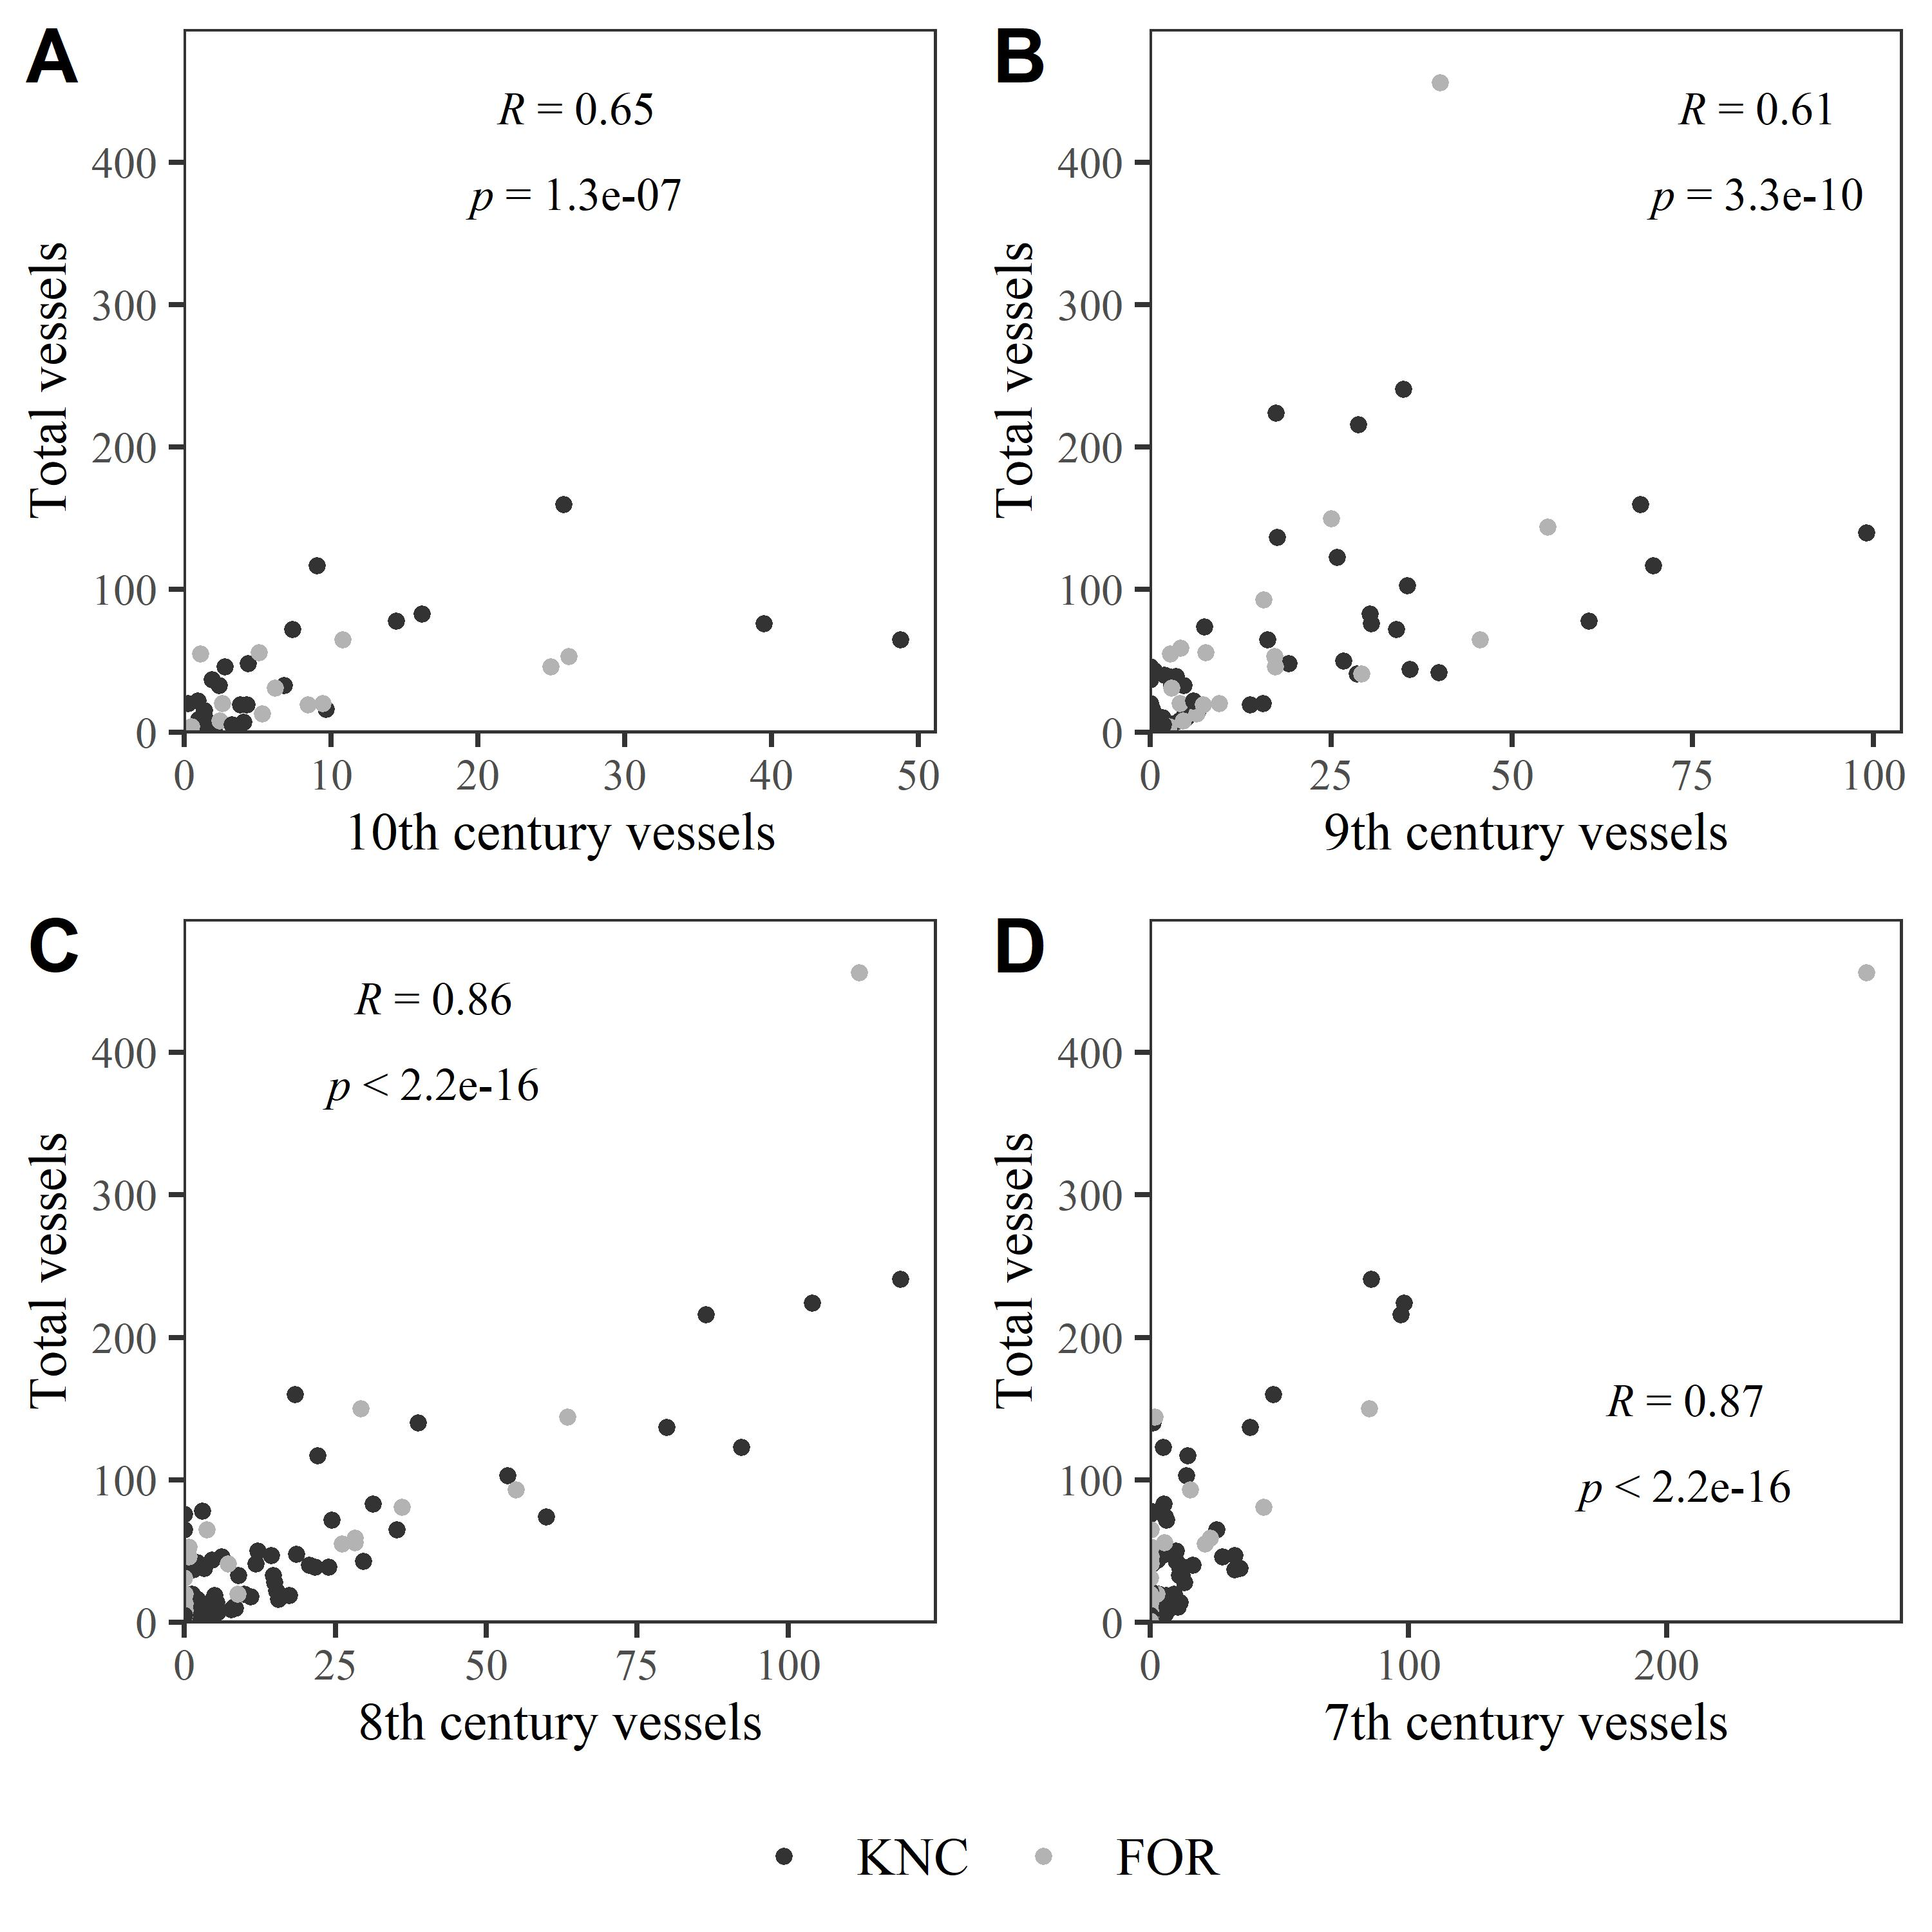 A
R = 0.65
p = 1.3e-07
Total vessels
400
300
200
100
0
0 10 20 30 40 50
10th century vessels
B
R = 0.61
p = 3.3e-10
Total vessels
400
300
200
100
0
0 25 50 75 100
9th century vessels
C
R = 0.86
p < 2.2e-16
Total vessels
400
300
200
100
0
0 25 50 75 100
8th century vessels
D
R = 0.87
p < 2.2e-16
Total vessels
400
300
200
100
0
0 100 200
7th century vessels
KNC FOR